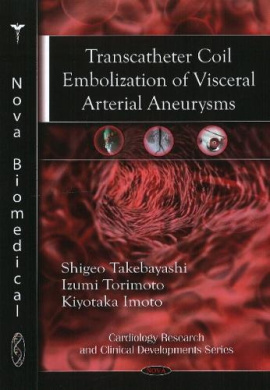 Nova Biomedical
Transcatheter Coil
Embolization of Visceral
Arterial Aneurysms
Shigeo Takebayashi
Izumi Torimoto
Kiyotaka Imoto
Cardiology Research
and Clinical Developments Series